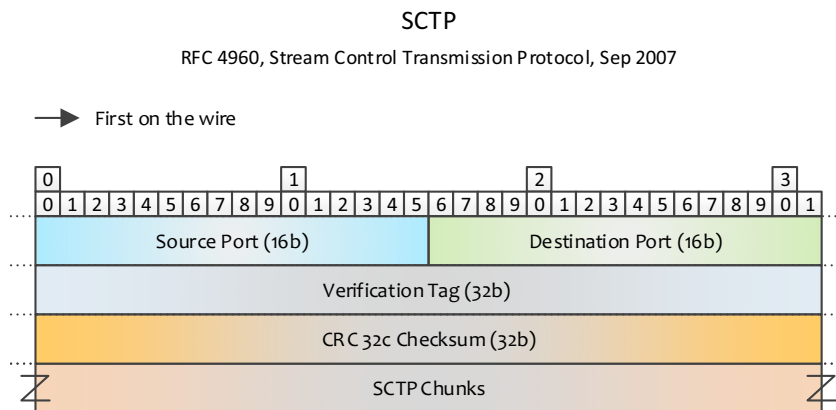 SCTP
RFC 4960, Stream Control Transmission Protocol, Sep 2007
First on the wire
0 1 2 3
0 1 2 3 4 5 6 7 8 9 0 1 2 3 4 5 6 7 8 9 0 1 2 3 4 5 6 7 8 9 0 1
Source Port (16b) Destination Port (16b)
Verification Tag (32b)
CRC 32c Checksum (32b)
SCTP Chunks